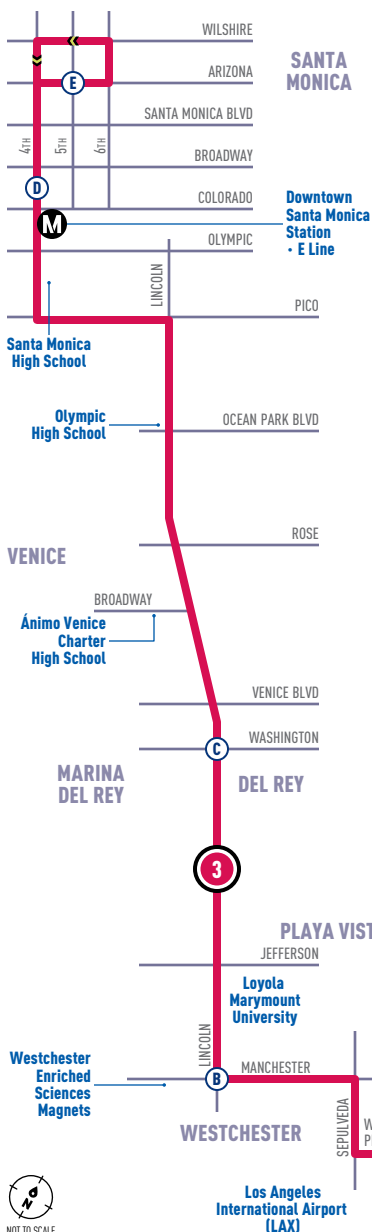 WILSHIRE
SANTA
MONICA
ARIZONA
E
SANTA MONICA BLVD
4TH
5TH
6TH
BROADWAY
D
COLORADO
M
Downtown
Santa Monica
Station
· E Line
OLYMPIC
LINCOLN
PICO
Santa Monica
High School
Olympic
High School
OCEAN PARK BLVD
ROSE
VENICE
BROADWAY
Ánimo Venice
Charter
High School
VENICE BLVD
WASHINGTON
C
MARINA
DEL REY
DEL REY
3
PLAYA VIST
JEFFERSON
Loyola
Marymount
University
LINCOLN
Westchester
Enriched
Sciences
Magnets
MANCHESTER
B
WESTCHESTER
SEPULVEDA
Los Angeles
International Airport
(LAX)
NOT TO SCALE